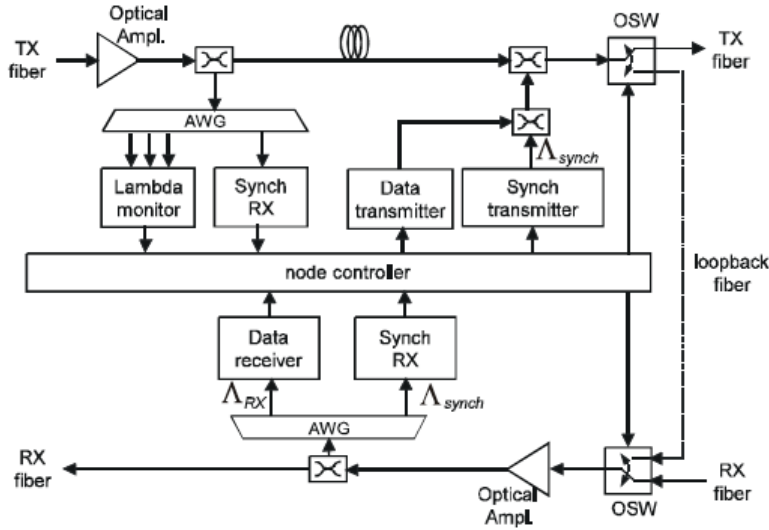 Optical
Ampl.
OSW
TX
fiber
TX
fiber
AWG
Λsynch
Lambda
monitor
Synch
RX
Data
transmitter
Synch
transmitter
node controller
loopback
fiber
Data
receiver
Synch
RX
ΛRX
Λsynch
AWG
RX
fiber
Optical
Ampl.
OSW
RX
fiber